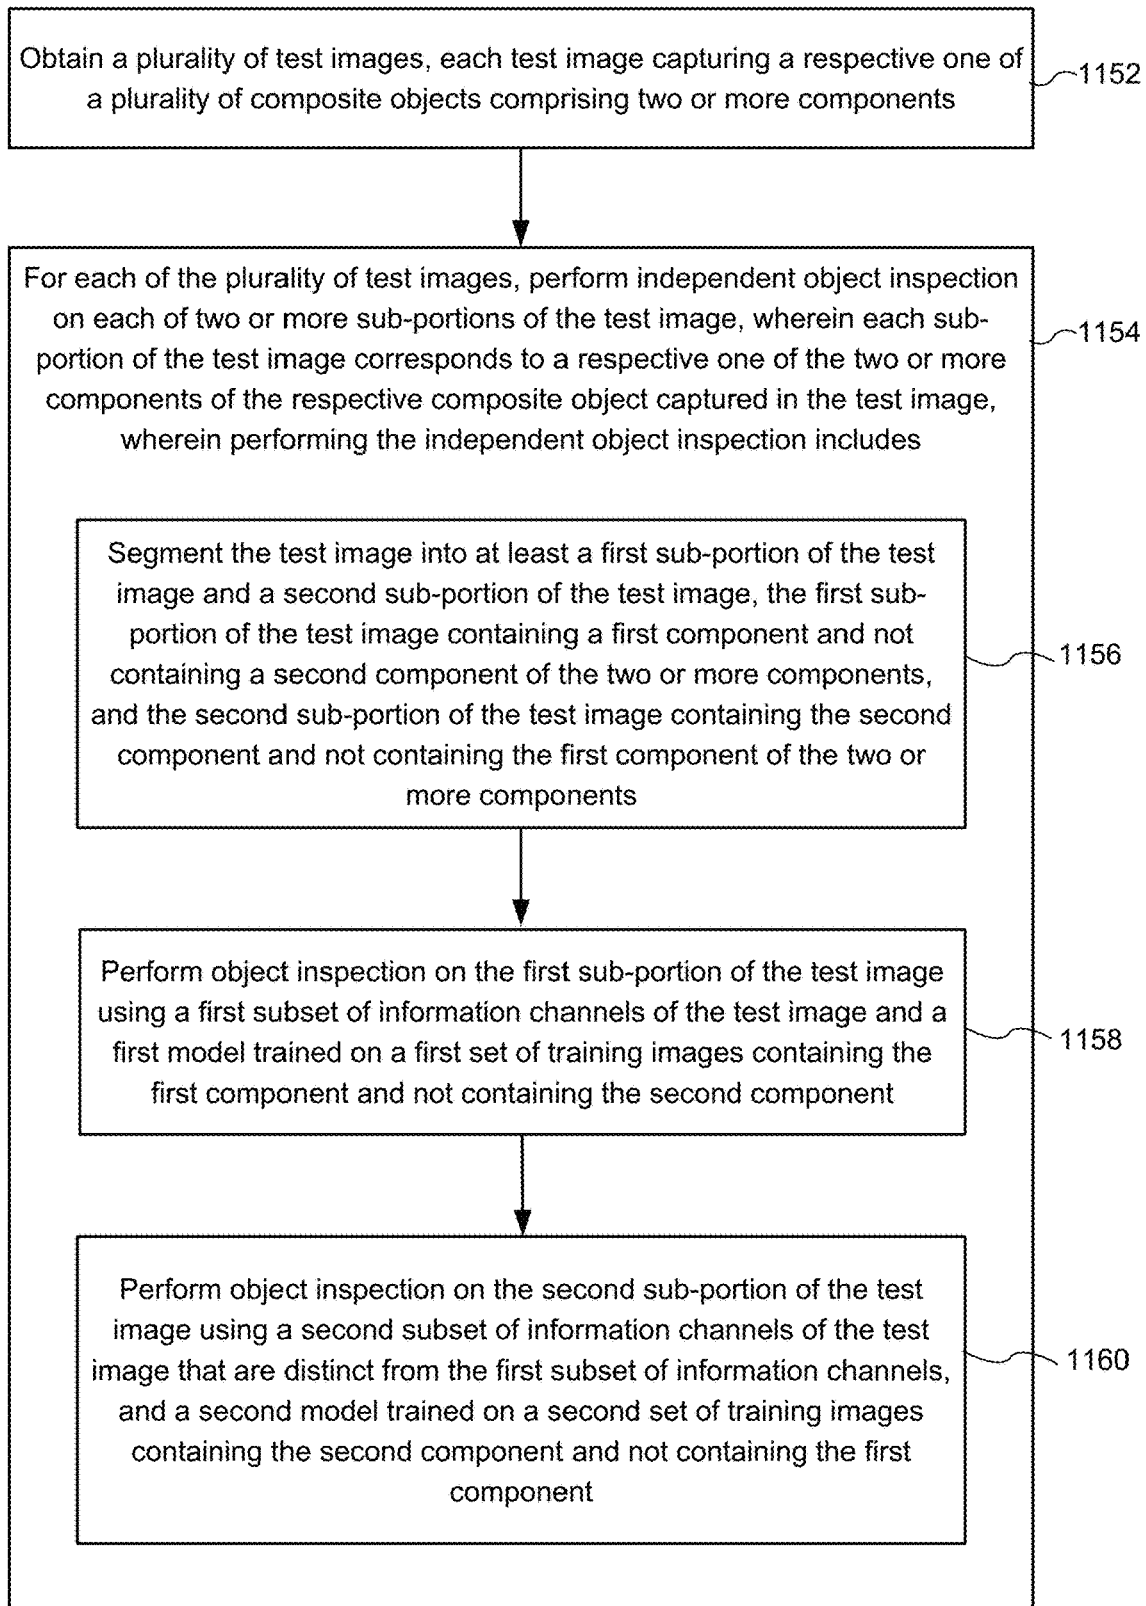 Obtain a plurality of test images, each test image capturing a respective one of
a plurality of composite objects comprising two or more components
1152
For each of the plurality of test images, perform independent object inspection
on each of two or more sub-portions of the test image, wherein each sub-
portion of the test image corresponds to a respective one of the two or more
components of the respective composite object captured in the test image,
wherein performing the independent object inspection includes
1154
Segment the test image into at least a first sub-portion of the test
image and a second sub-portion of the test image, the first sub-
portion of the test image containing a first component and not
containing a second component of the two or more components,
and the second sub-portion of the test image containing the second
component and not containing the first component of the two or
more components
1156
Perform object inspection on the first sub-portion of the test image
using a first subset of information channels of the test image and a
first model trained on a first set of training images containing the
first component and not containing the second component
1158
Perform object inspection on the second sub-portion of the test
image using a second subset of information channels of the test
image that are distinct from the first subset of information channels,
and a second model trained on a second set of training images
containing the second component and not containing the first
component
1160